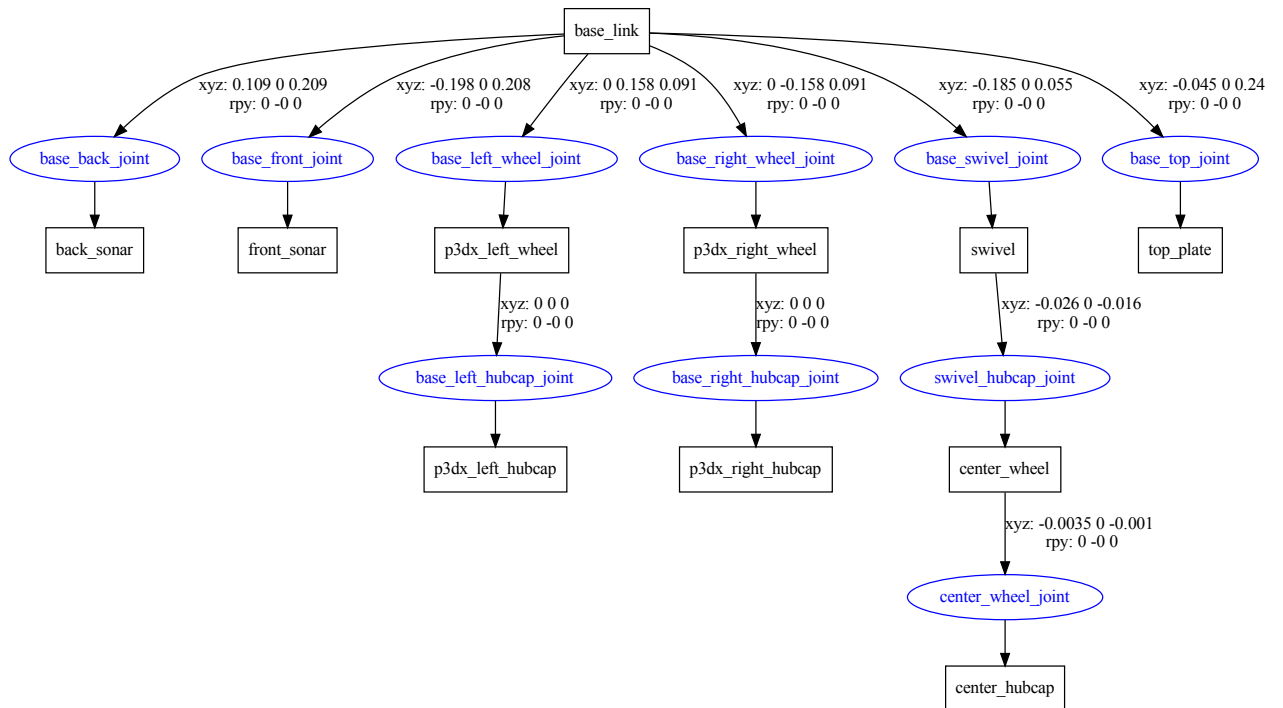 base_link
xyz: 0.109 0 0.209
rpy: 0 -0 0
xyz: -0.198 0 0.208
rpy: 0 -0 0
xyz: 0 0.158 0.091
rpy: 0 -0 0
xyz: 0 -0.158 0.091
rpy: 0 -0 0
xyz: -0.185 0 0.055
rpy: 0 -0 0
xyz: -0.045 0 0.24
rpy: 0 -0 0
base_back_joint
base_front_joint
base_left_wheel_joint
base_right_wheel_joint
base_swivel_joint
base_top_joint
back_sonar
front_sonar
p3dx_left_wheel
p3dx_right_wheel
swivel
top_plate
xyz: 0 0 0
rpy: 0 -0 0
xyz: 0 0 0
rpy: 0 -0 0
xyz: -0.026 0 -0.016
rpy: 0 -0 0
base_left_hubcap_joint
base_right_hubcap_joint
swivel_hubcap_joint
p3dx_left_hubcap
p3dx_right_hubcap
center_wheel
xyz: -0.0035 0 -0.001
rpy: 0 -0 0
center_wheel_joint
center_hubcap